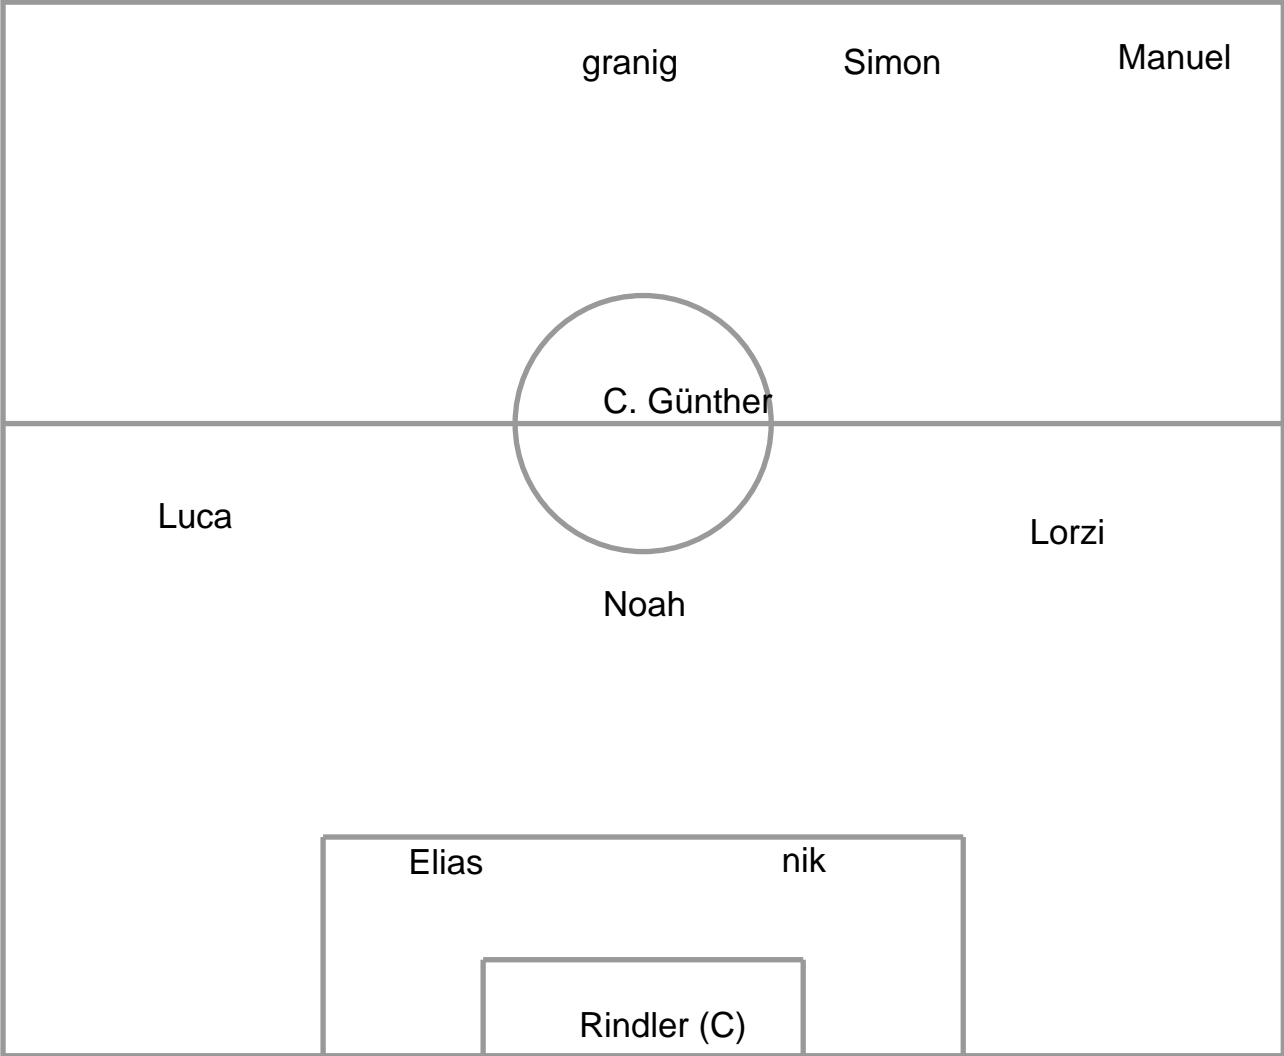 granig
Simon
Manuel
C. Günther
Luca
Lorzi
Noah
Elias
nik
Rindler (C)